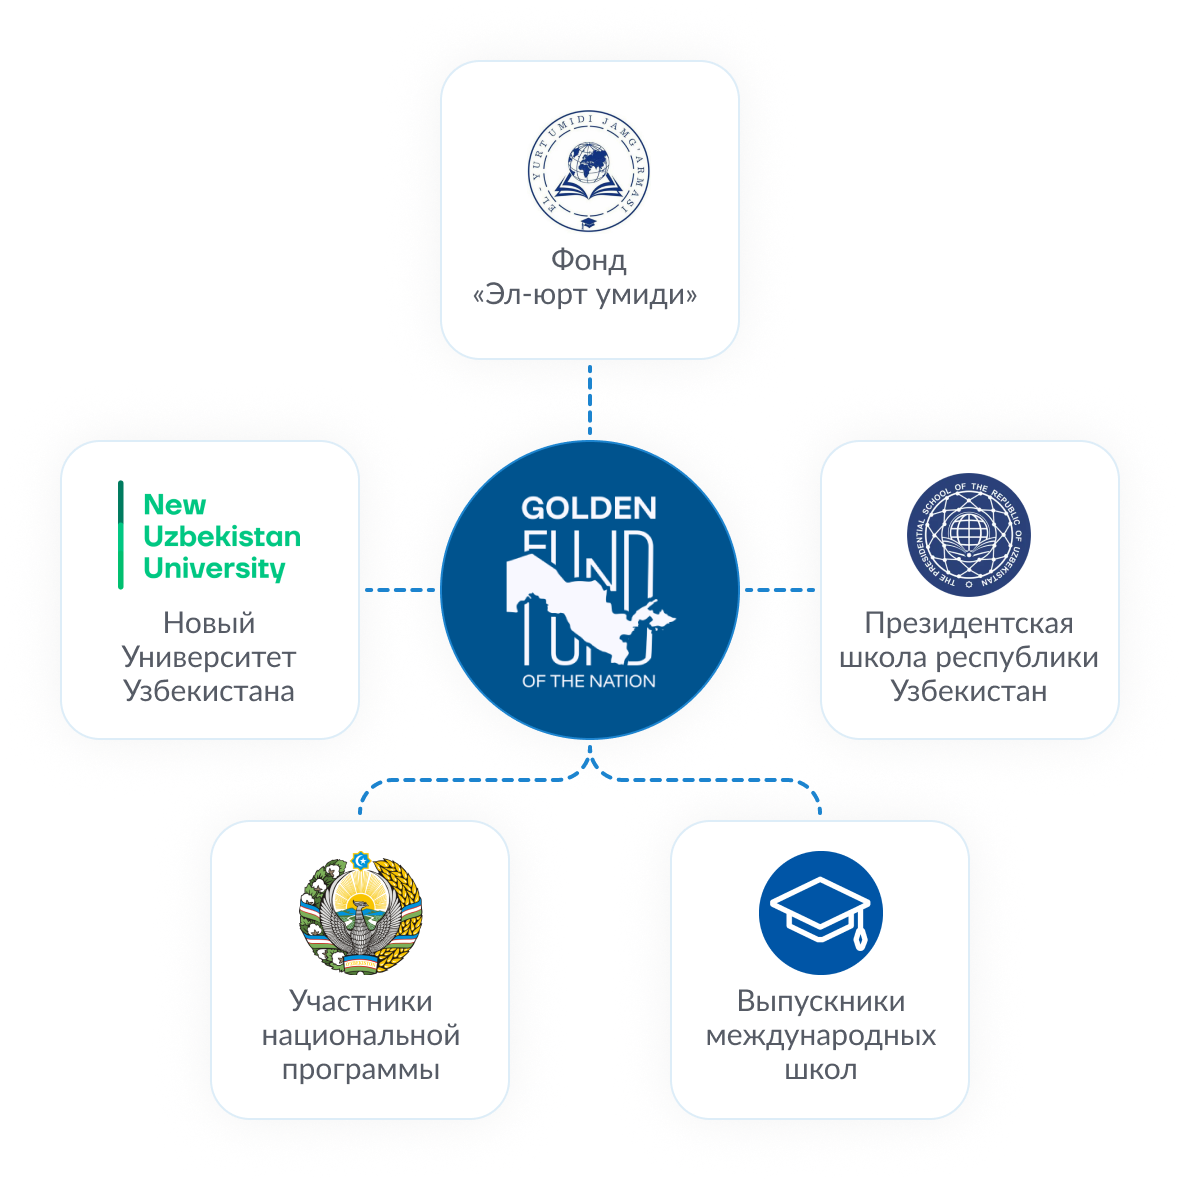 EL-YURT UMIDI JAMG'ARMASI
Фонд
«Эл-юрт умиди»
New
Uzbekistan
University
Новый
Университет
Узбекистана
GOLDEN
FUND
FUND
OF THE NATION
THE PRESIDENTIAL SCHOOL OF THE REPUBLIC OF UZBEKISTAN
Президентская
школа республики
Узбекистан
Участники
национальной
программы
Выпускники
международных
школ